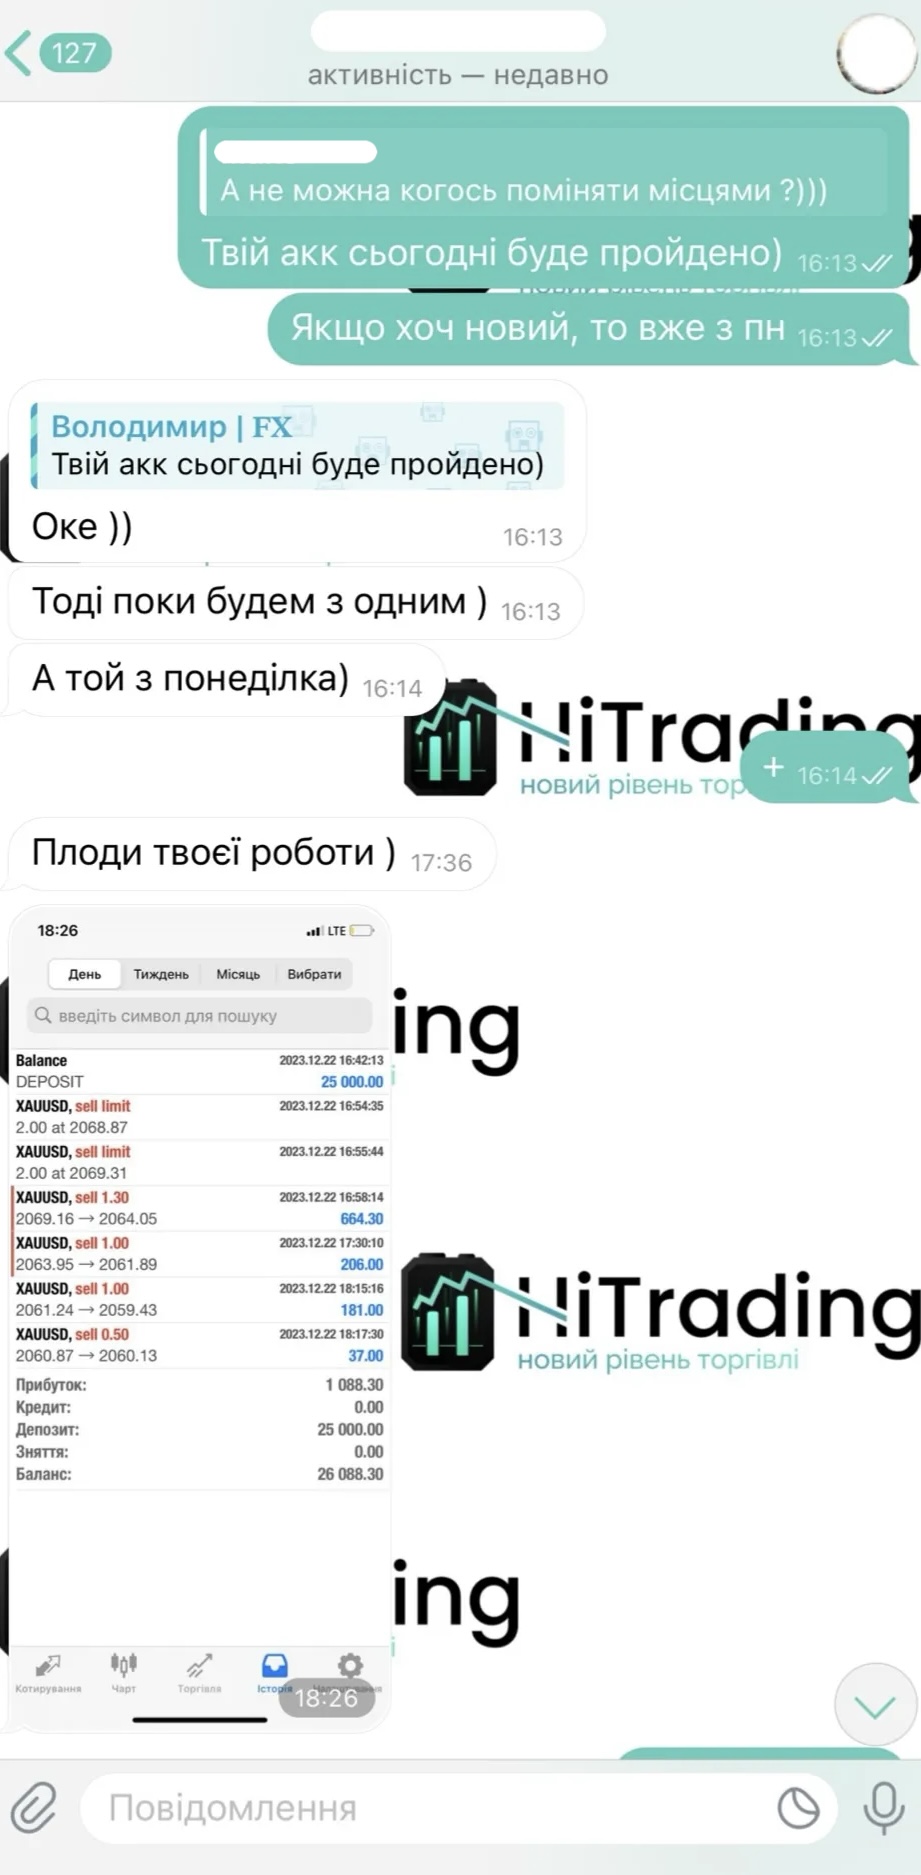 127
активність — недавно
А не можна когось поміняти місцями ?)))
Твій акк сьогодні буде пройдено) 16:13
Якщо хоч новий, то вже з пн 16:13
Володимир | FX
Твій акк сьогодні буде пройдено)
Оке )) 16:13
Тоді поки будем з одним ) 16:13
А той з понеділка) 16:14
HiTrading
новий рівень тор
+ 16:14
Плоди твоєї роботи ) 17:36
18:26 LTE
День Тиждень Місяць Вибрати
введіть символ для пошуку
ing
Balance 2023.12.22 16:42:13
DEPOSIT 25 000.00
XAUUSD, sell limit 2023.12.22 16:54:35
2.00 at 2068.87
XAUUSD, sell limit 2023.12.22 16:55:44
2.00 at 2069.31
XAUUSD, sell 1.30 2023.12.22 16:58:14
2069.16 → 2064.05 664.30
XAUUSD, sell 1.00 2023.12.22 17:30:10
2063.95 → 2061.89 206.00
XAUUSD, sell 1.00 2023.12.22 18:15:16
2061.24 → 2059.43 181.00
XAUUSD, sell 0.50 2023.12.22 18:17:30
2060.87 → 2060.13 37.00
HiTrading
новий рівень торгівлі
Прибуток: 1 088.30
Кредит: 0.00
Депозит: 25 000.00
Зняття: 0.00
Баланс: 26 088.30
ing
Котирування Чарт Торгівля Історія
18:26
Повідомлення